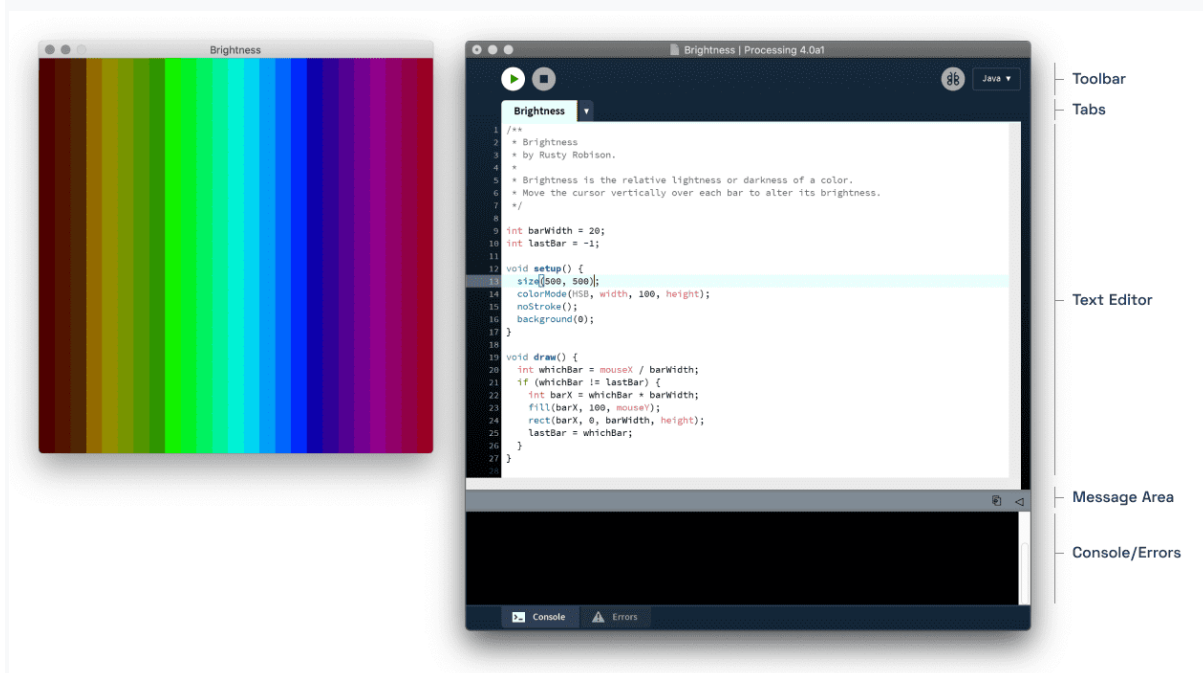 Brightness
Brightness | Processing 4.0a1
Java ▼
Toolbar
Brightness ▼
Tabs
1 /**
2 * Brightness
3 * by Rusty Robison.
4 *
5 * Brightness is the relative lightness or darkness of a color.
6 * Move the cursor vertically over each bar to alter its brightness.
7 */
8
9 int barWidth = 20;
10 int lastBar = -1;
11
12 void setup() {
13 size(500, 500);
14 colorMode(HSB, width, 100, height);
15 noStroke();
16 background(0);
17 }
18
19 void draw() {
20 int whichBar = mouseX / barWidth;
21 if (whichBar != lastBar) {
22 int barX = whichBar * barWidth;
23 fill(barX, 100, mouseY);
24 rect(barX, 0, barWidth, height);
25 lastBar = whichBar;
26 }
27 }
28
Text Editor
Message Area
Console/Errors
Console
Errors